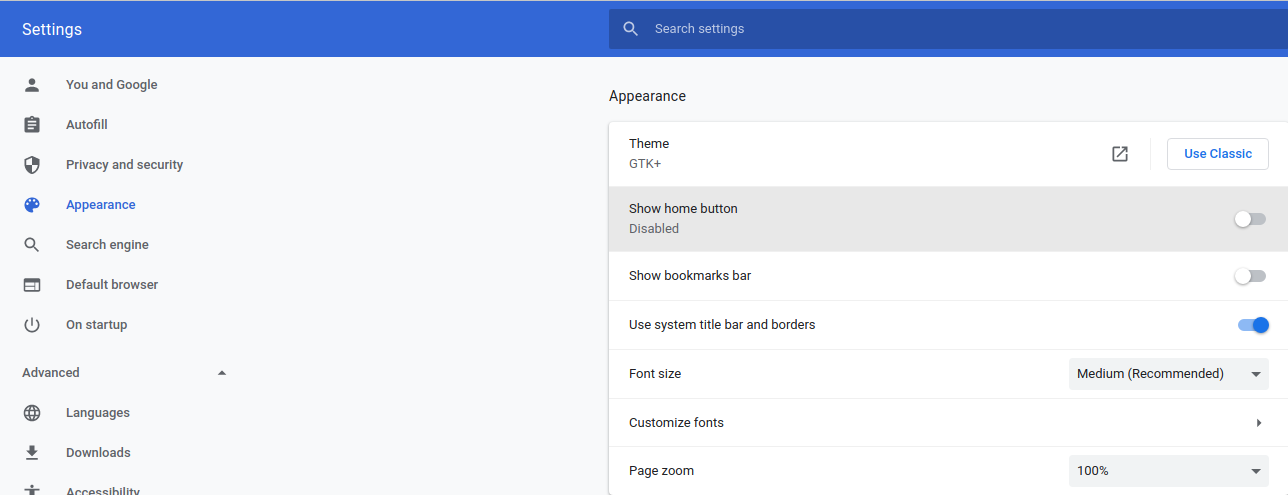 Settings
Search settings
You and Google
Autofill
Privacy and security
Appearance
Search engine
Default browser
On startup
Advanced
Languages
Downloads
Accessibility
Appearance
Theme
GTK+
Use Classic
Show home button
Disabled
Show bookmarks bar
Use system title bar and borders
Font size
Medium (Recommended)
Customize fonts
Page zoom
100%